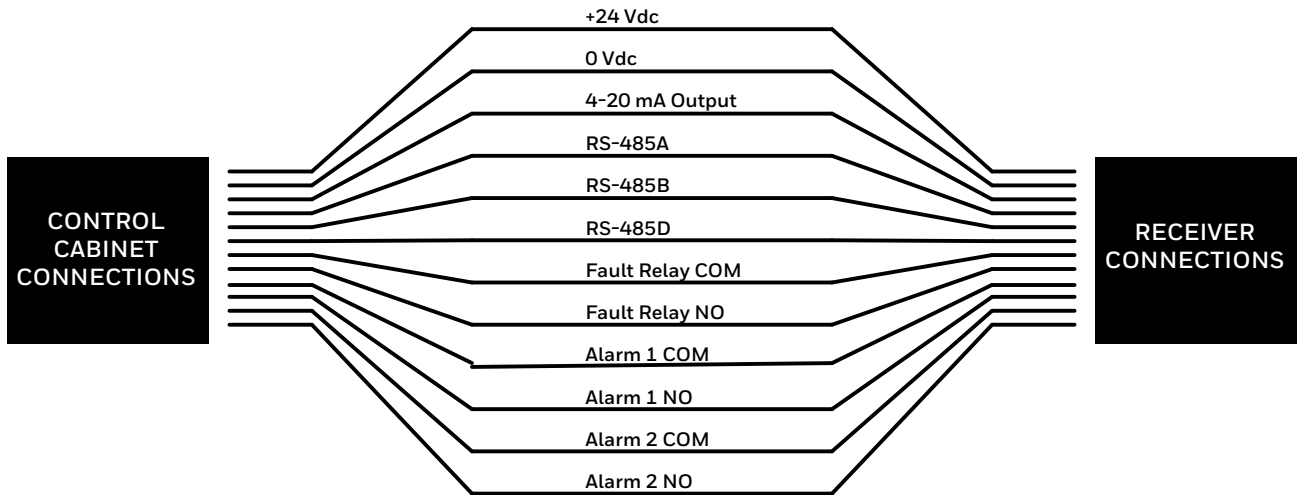 +24 Vdc
0 Vdc
4-20 mA Output
RS-485A
RS-485B
RS-485D
Fault Relay COM
Fault Relay NO
Alarm 1 COM
Alarm 1 NO
Alarm 2 COM
Alarm 2 NO
CONTROL
CABINET
CONNECTIONS
RECEIVER
CONNECTIONS